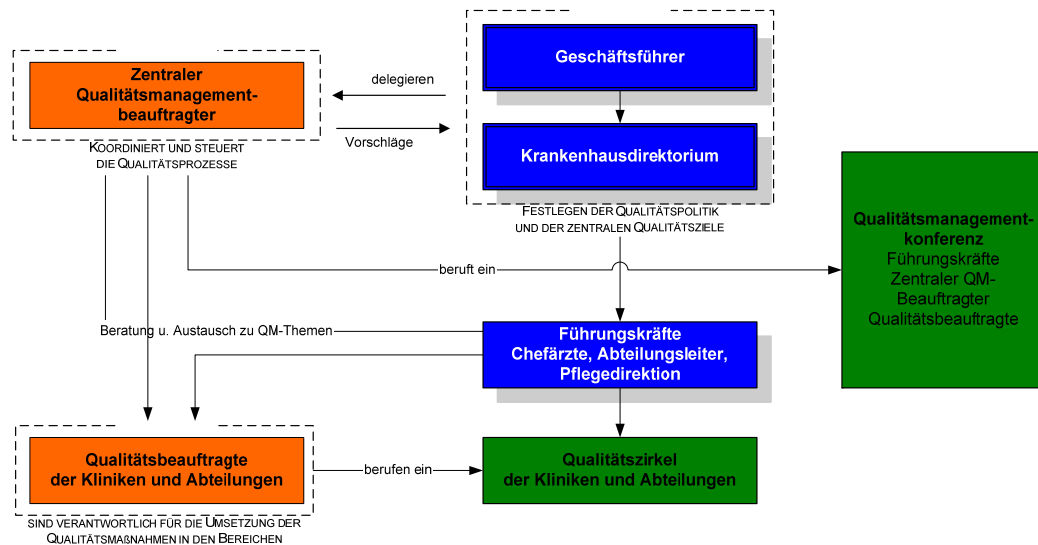 Geschäftsführer
Zentraler
Qualitätsmanagement-
beauftragter
delegieren
Vorschläge
Krankenhausdirektorium
KOORDINIERT UND STEUERT
DIE QUALITÄTSPROZESSE
FESTLEGEN DER QUALITÄTSPOLITIK
UND DER ZENTRALEN QUALITÄTSZIELE
Qualitätsmanagement-
konferenz
Führungskräfte
Zentraler QM-
Beauftragter
Qualitätsbeauftragte
beruft ein
Beratung u. Austausch zu QM-Themen
Führungskräfte
Chefärzte, Abteilungsleiter,
Pflegedirektion
Qualitätsbeauftragte
der Kliniken und Abteilungen
berufen ein
Qualitätszirkel
der Kliniken und Abteilungen
SIND VERANTWORTLICH FÜR DIE UMSETZUNG DER
QUALITÄTSMAßNAHMEN IN DEN BEREICHEN